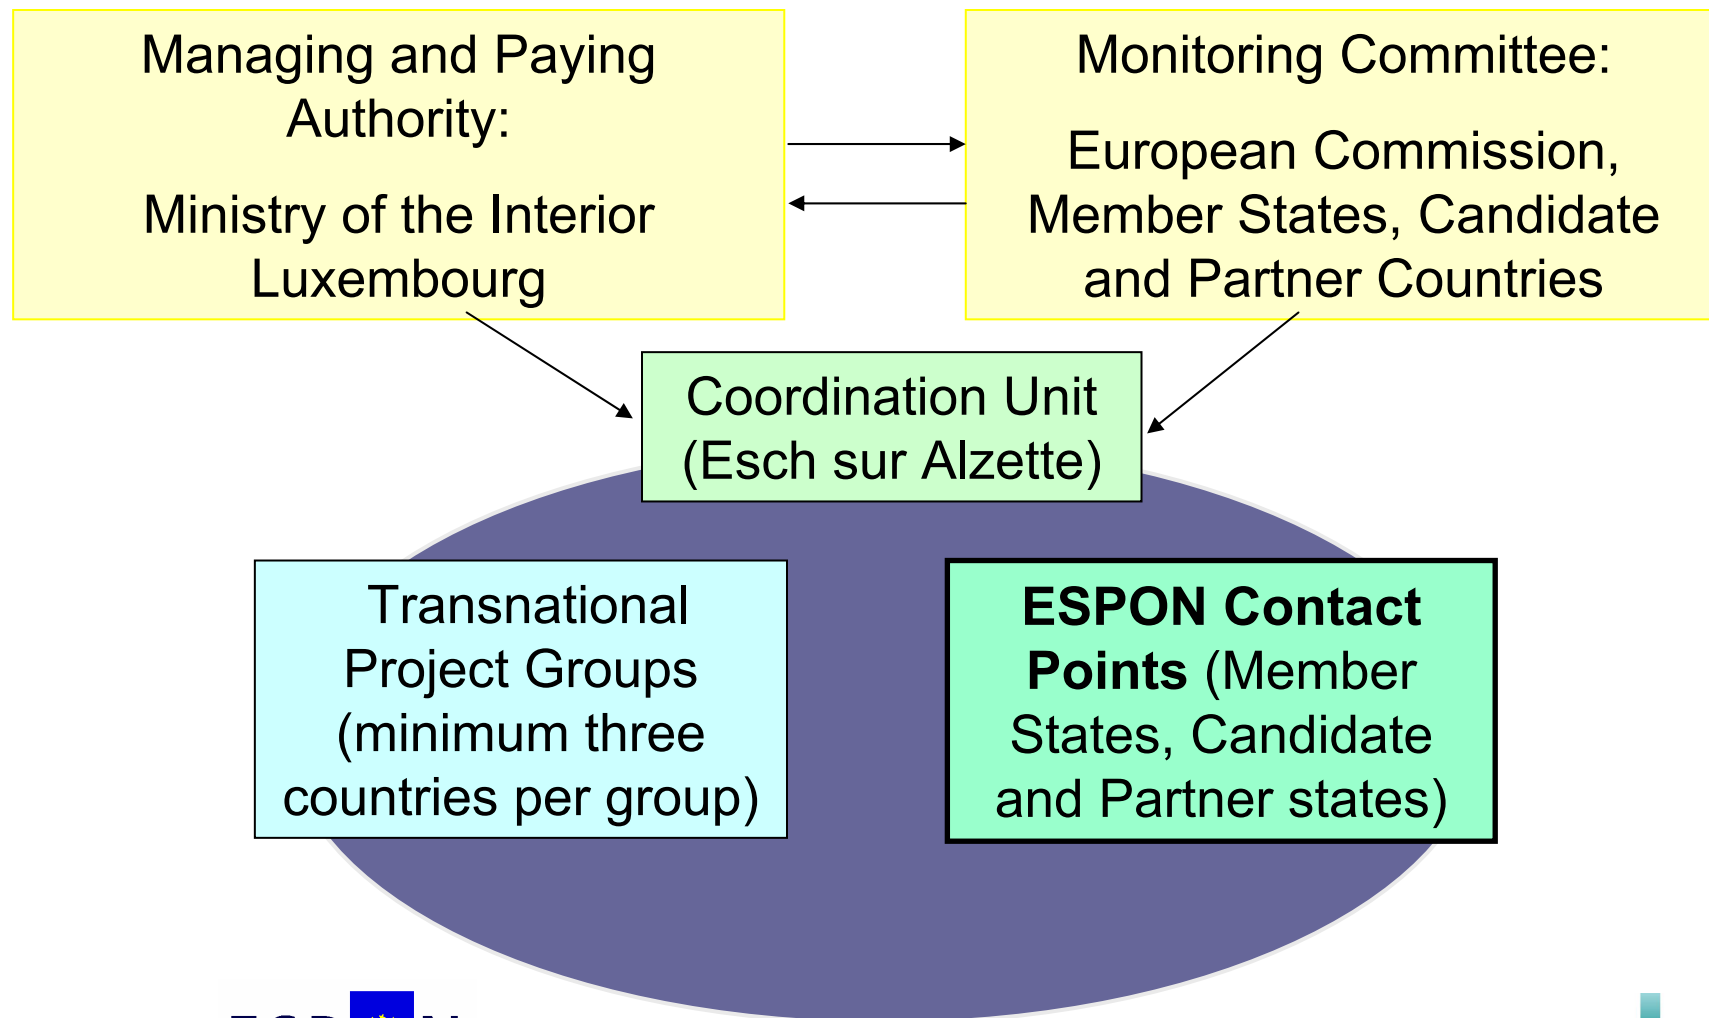 Managing and Paying
Authority:
Ministry of the Interior
Luxembourg
Monitoring Committee:
European Commission,
Member States, Candidate
and Partner Countries
Coordination Unit
(Esch sur Alzette)
Transnational
Project Groups
(minimum three
countries per group)
ESPON Contact
Points (Member
States, Candidate
and Partner states)